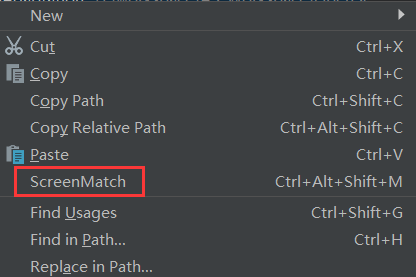 New
Cut Ctrl+X
Copy Ctrl+C
Copy Path Ctrl+Shift+C
Copy Relative Path Ctrl+Alt+Shift+C
Paste Ctrl+V
ScreenMatch Ctrl+Alt+Shift+M
Find Usages Ctrl+Shift+G
Find in Path... Ctrl+H
Replace in Path...